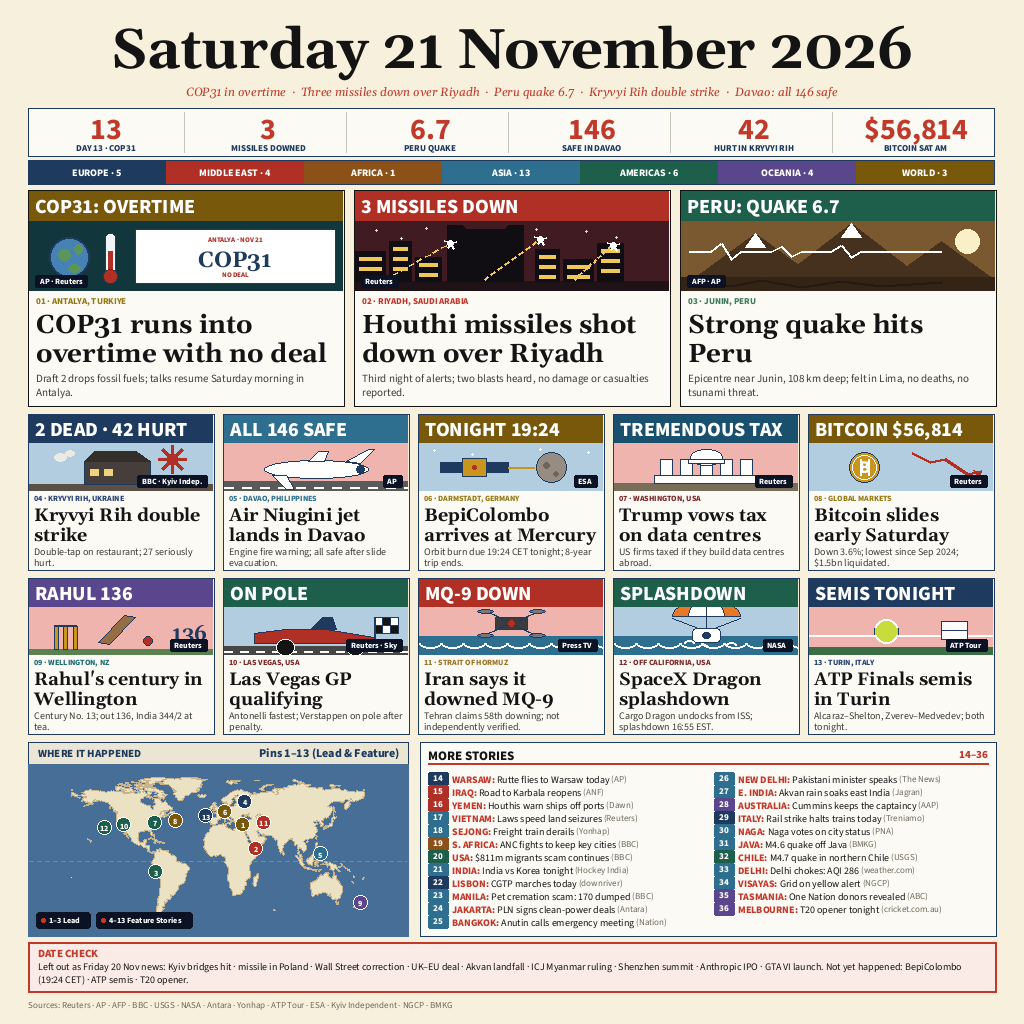 Saturday 21 November 2026
COP31 in overtime · Three missiles down over Riyadh · Peru quake 6.7 · Kryvyi Rih double strike · Davao: all 146 safe
13
DAY 13 · COP31
3
MISSILES DOWNED
6.7
PERU QUAKE
146
SAFE IN DAVAO
42
HURT IN KRYVYI RIH
$56,814
BITCOIN SAT AM
EUROPE · 5
MIDDLE EAST · 4
AFRICA · 1
ASIA · 13
AMERICAS · 6
OCEANIA · 4
WORLD · 3
COP31: OVERTIME
ANTALYA · NOV 21
COP31
NO DEAL
AP · Reuters
01 · ANTALYA, TURKIYE
COP31 runs into
overtime with no deal
Draft 2 drops fossil fuels; talks resume Saturday morning in
Antalya.
3 MISSILES DOWN
Reuters
02 · RIYADH, SAUDI ARABIA
Houthi missiles shot
down over Riyadh
Third night of alerts; two blasts heard, no damage or casualties
reported.
PERU: QUAKE 6.7
AFP · AP
03 · JUNIN, PERU
Strong quake hits
Peru
Epicentre near Junin, 108 km deep; felt in Lima, no deaths, no
tsunami threat.
2 DEAD · 42 HURT
BBC · Kyiv Indep.
04 · KRYVYI RIH, UKRAINE
Kryvyi Rih double
strike
Double-tap on restaurant; 27 seriously
hurt.
ALL 146 SAFE
AP
05 · DAVAO, PHILIPPINES
Air Niugini jet
lands in Davao
Engine fire warning; all safe after slide
evacuation.
TONIGHT 19:24
ESA
06 · DARMSTADT, GERMANY
BepiColombo
arrives at Mercury
Orbit burn due 19:24 CET tonight; 8-year
trip ends.
TREMENDOUS TAX
Reuters
07 · WASHINGTON, USA
Trump vows tax
on data centres
US firms taxed if they build data centres
abroad.
BITCOIN $56,814
B
Reuters
08 · GLOBAL MARKETS
Bitcoin slides
early Saturday
Down 3.6%; lowest since Sep 2024;
$1.5bn liquidated.
RAHUL 136
136
Reuters
09 · WELLINGTON, NZ
Rahul's century in
Wellington
Century No. 13; out 136, India 344/2 at
tea.
ON POLE
Reuters · Sky
10 · LAS VEGAS, USA
Las Vegas GP
qualifying
Antonelli fastest; Verstappen on pole after
penalty.
MQ-9 DOWN
Press TV
11 · STRAIT OF HORMUZ
Iran says it
downed MQ-9
Tehran claims 58th downing; not
independently verified.
SPLASHDOWN
NASA
12 · OFF CALIFORNIA, USA
SpaceX Dragon
splashdown
Cargo Dragon undocks from ISS;
splashdown 16:55 EST.
SEMIS TONIGHT
ATP Tour
13 · TURIN, ITALY
ATP Finals semis
in Turin
Alcaraz–Shelton, Zverev–Medvedev; both
tonight.
WHERE IT HAPPENED
Pins 1–13 (Lead & Feature)
4
13
6
12
10
7
8
1
11
2
5
3
9
1–3 Lead
4–13 Feature Stories
MORE STORIES
14–36
14 WARSAW: Rutte flies to Warsaw today (AP)
15 IRAQ: Road to Karbala reopens (ANF)
16 YEMEN: Houthis warn ships off ports (Dawn)
17 VIETNAM: Laws speed land seizures (Reuters)
18 SEJONG: Freight train derails (Yonhap)
19 S. AFRICA: ANC fights to keep key cities (BBC)
20 USA: $811m migrants scam continues (BBC)
21 INDIA: India vs Korea tonight (Hockey India)
22 LISBON: CGTP marches today (downriver)
23 MANILA: Pet cremation scam: 170 dumped (BBC)
24 JAKARTA: PLN signs clean-power deals (Antara)
25 BANGKOK: Anutin calls emergency meeting (Nation)
26 NEW DELHI: Pakistani minister speaks (The News)
27 E. INDIA: Akvan rain soaks east India (Jagran)
28 AUSTRALIA: Cummins keeps the captaincy (AAP)
29 ITALY: Rail strike halts trains today (Treniamo)
30 NAGA: Naga votes on city status (PNA)
31 JAVA: M4.6 quake off Java (BMKG)
32 CHILE: M4.7 quake in northern Chile (USGS)
33 DELHI: Delhi chokes: AQI 286 (weather.com)
34 VISAYAS: Grid on yellow alert (NGCP)
35 TASMANIA: One Nation donors revealed (ABC)
36 MELBOURNE: T20 opener tonight (cricket.com.au)
DATE CHECK
Left out as Friday 20 Nov news: Kyiv bridges hit · missile in Poland · Wall Street correction · UK–EU deal · Akvan landfall · ICJ Myanmar ruling · Shenzhen summit · Anthropic IPO · GTA VI launch. Not yet happened: BepiColombo
(19:24 CET) · ATP semis · T20 opener.
Sources: Reuters · AP · AFP · BBC · USGS · NASA · Antara · Yonhap · ATP Tour · ESA · Kyiv Independent · NGCP · BMKG